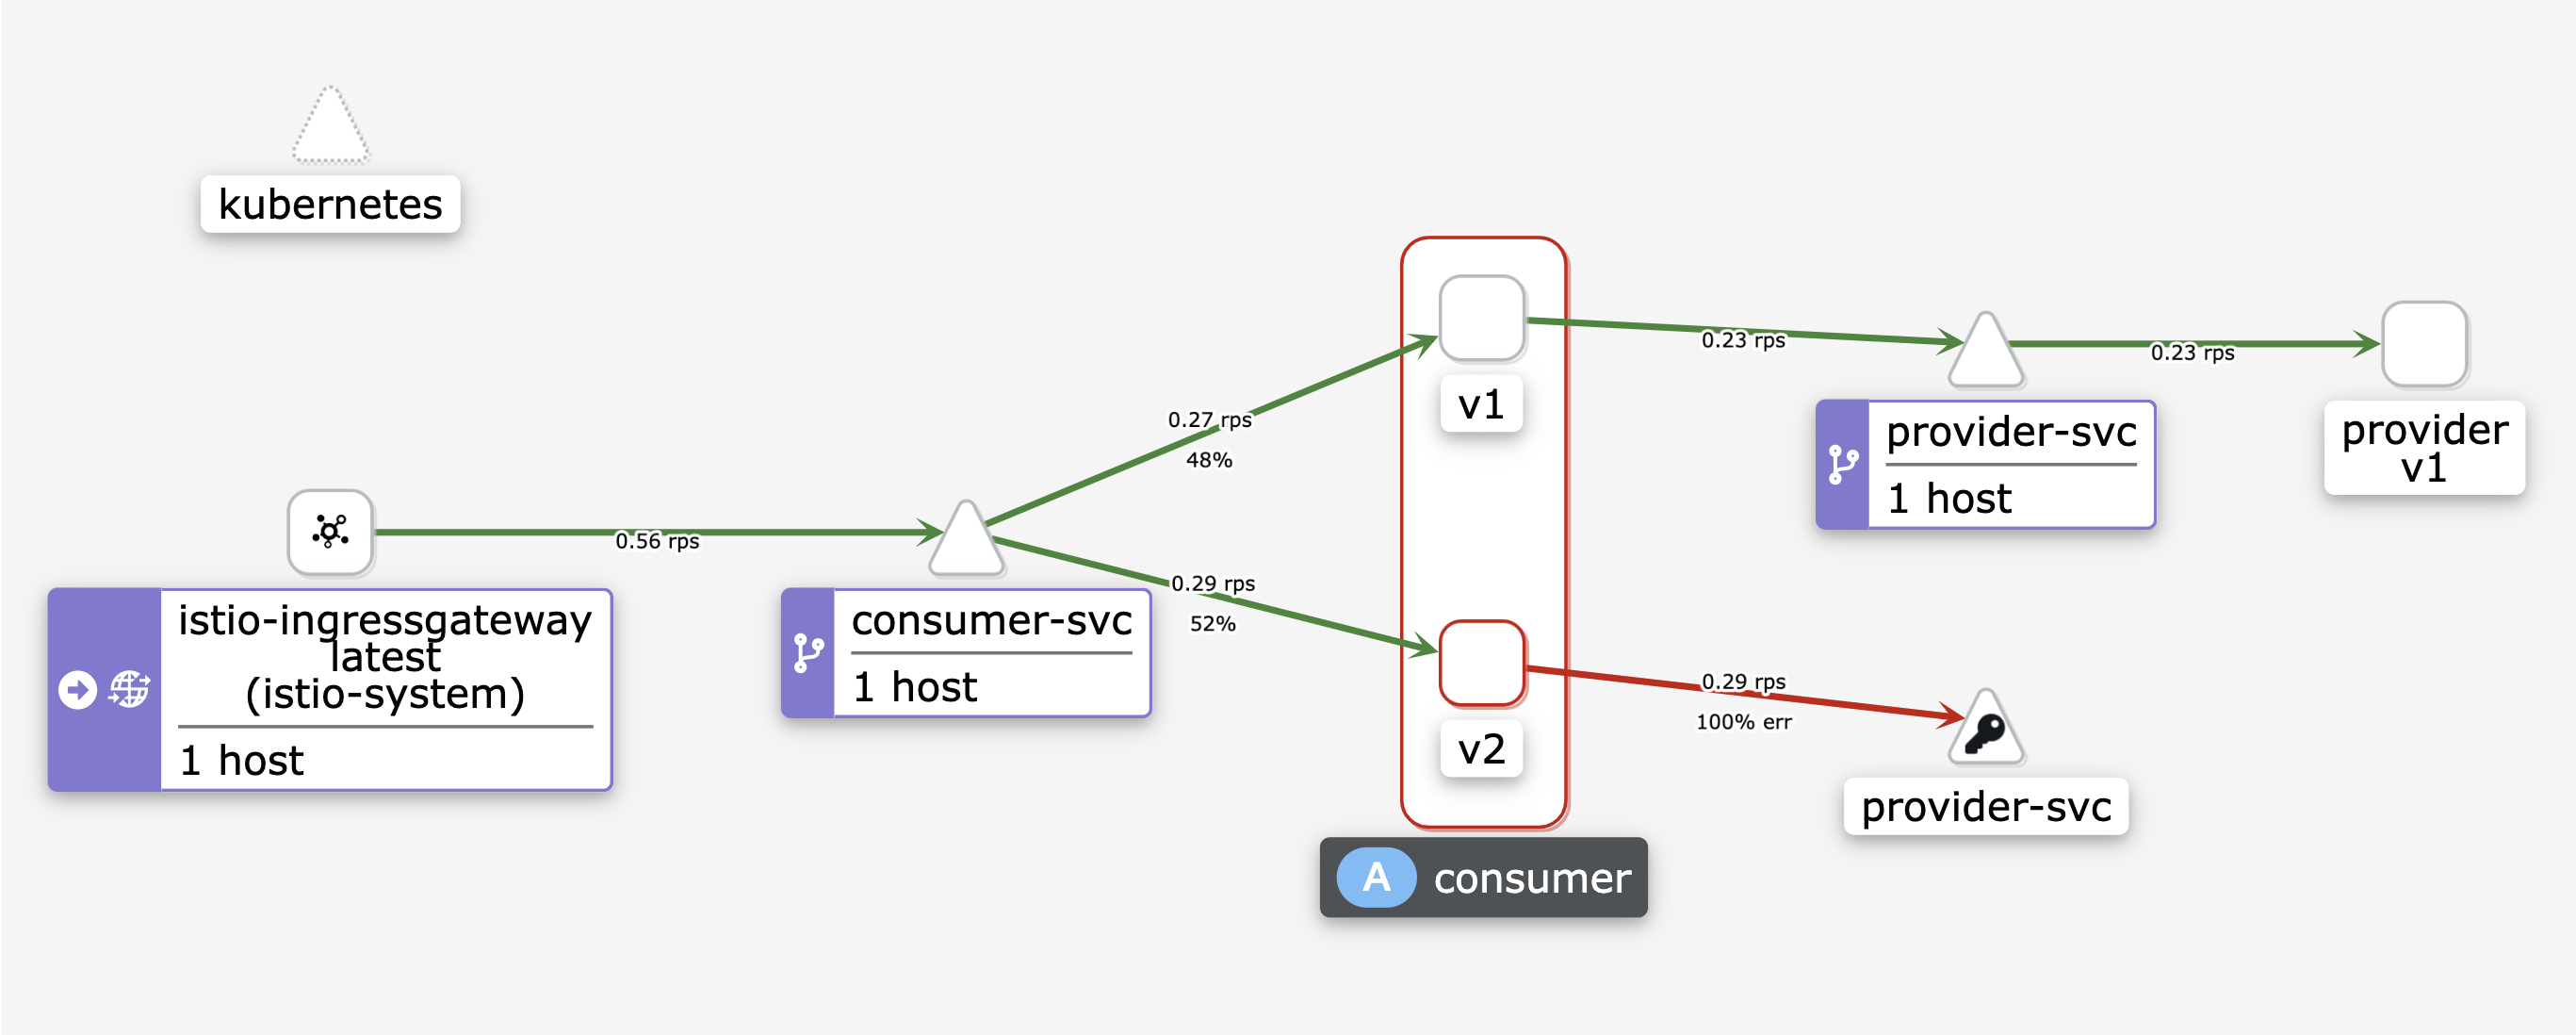 kubernetes
istio-ingressgateway
latest
(istio-system)
1 host
0.56 rps
consumer-svc
1 host
0.27 rps
48%
0.29 rps
52%
v1
v2
A consumer
0.23 rps
provider-svc
1 host
0.23 rps
provider
v1
0.29 rps
100% err
provider-svc